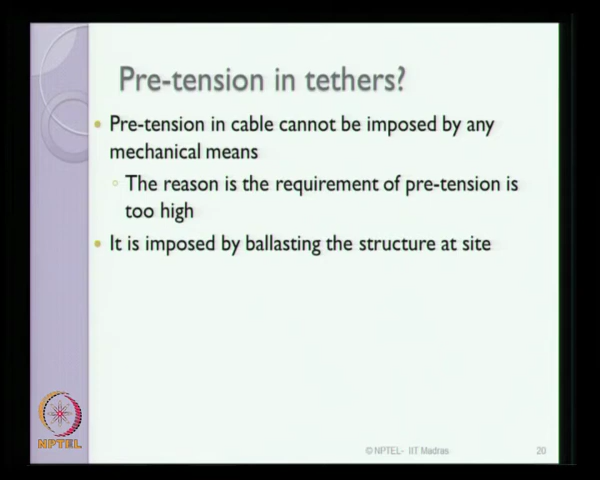 Pre-tension in tethers?
Pre-tension in cable cannot be imposed by any
mechanical means
The reason is the requirement of pre-tension is
too high
It is imposed by ballasting the structure at site
NPTEL
© NPTEL- IIT Madras
20